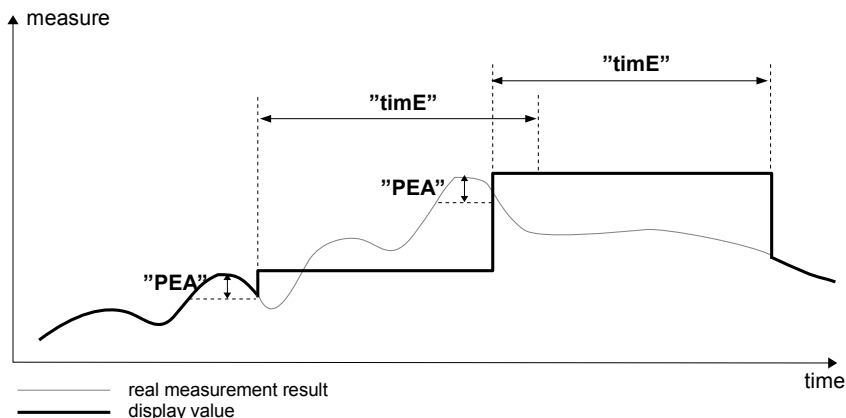 measure
”timE”
”timE”
”PEA”
”PEA”
time
real measurement result
display value